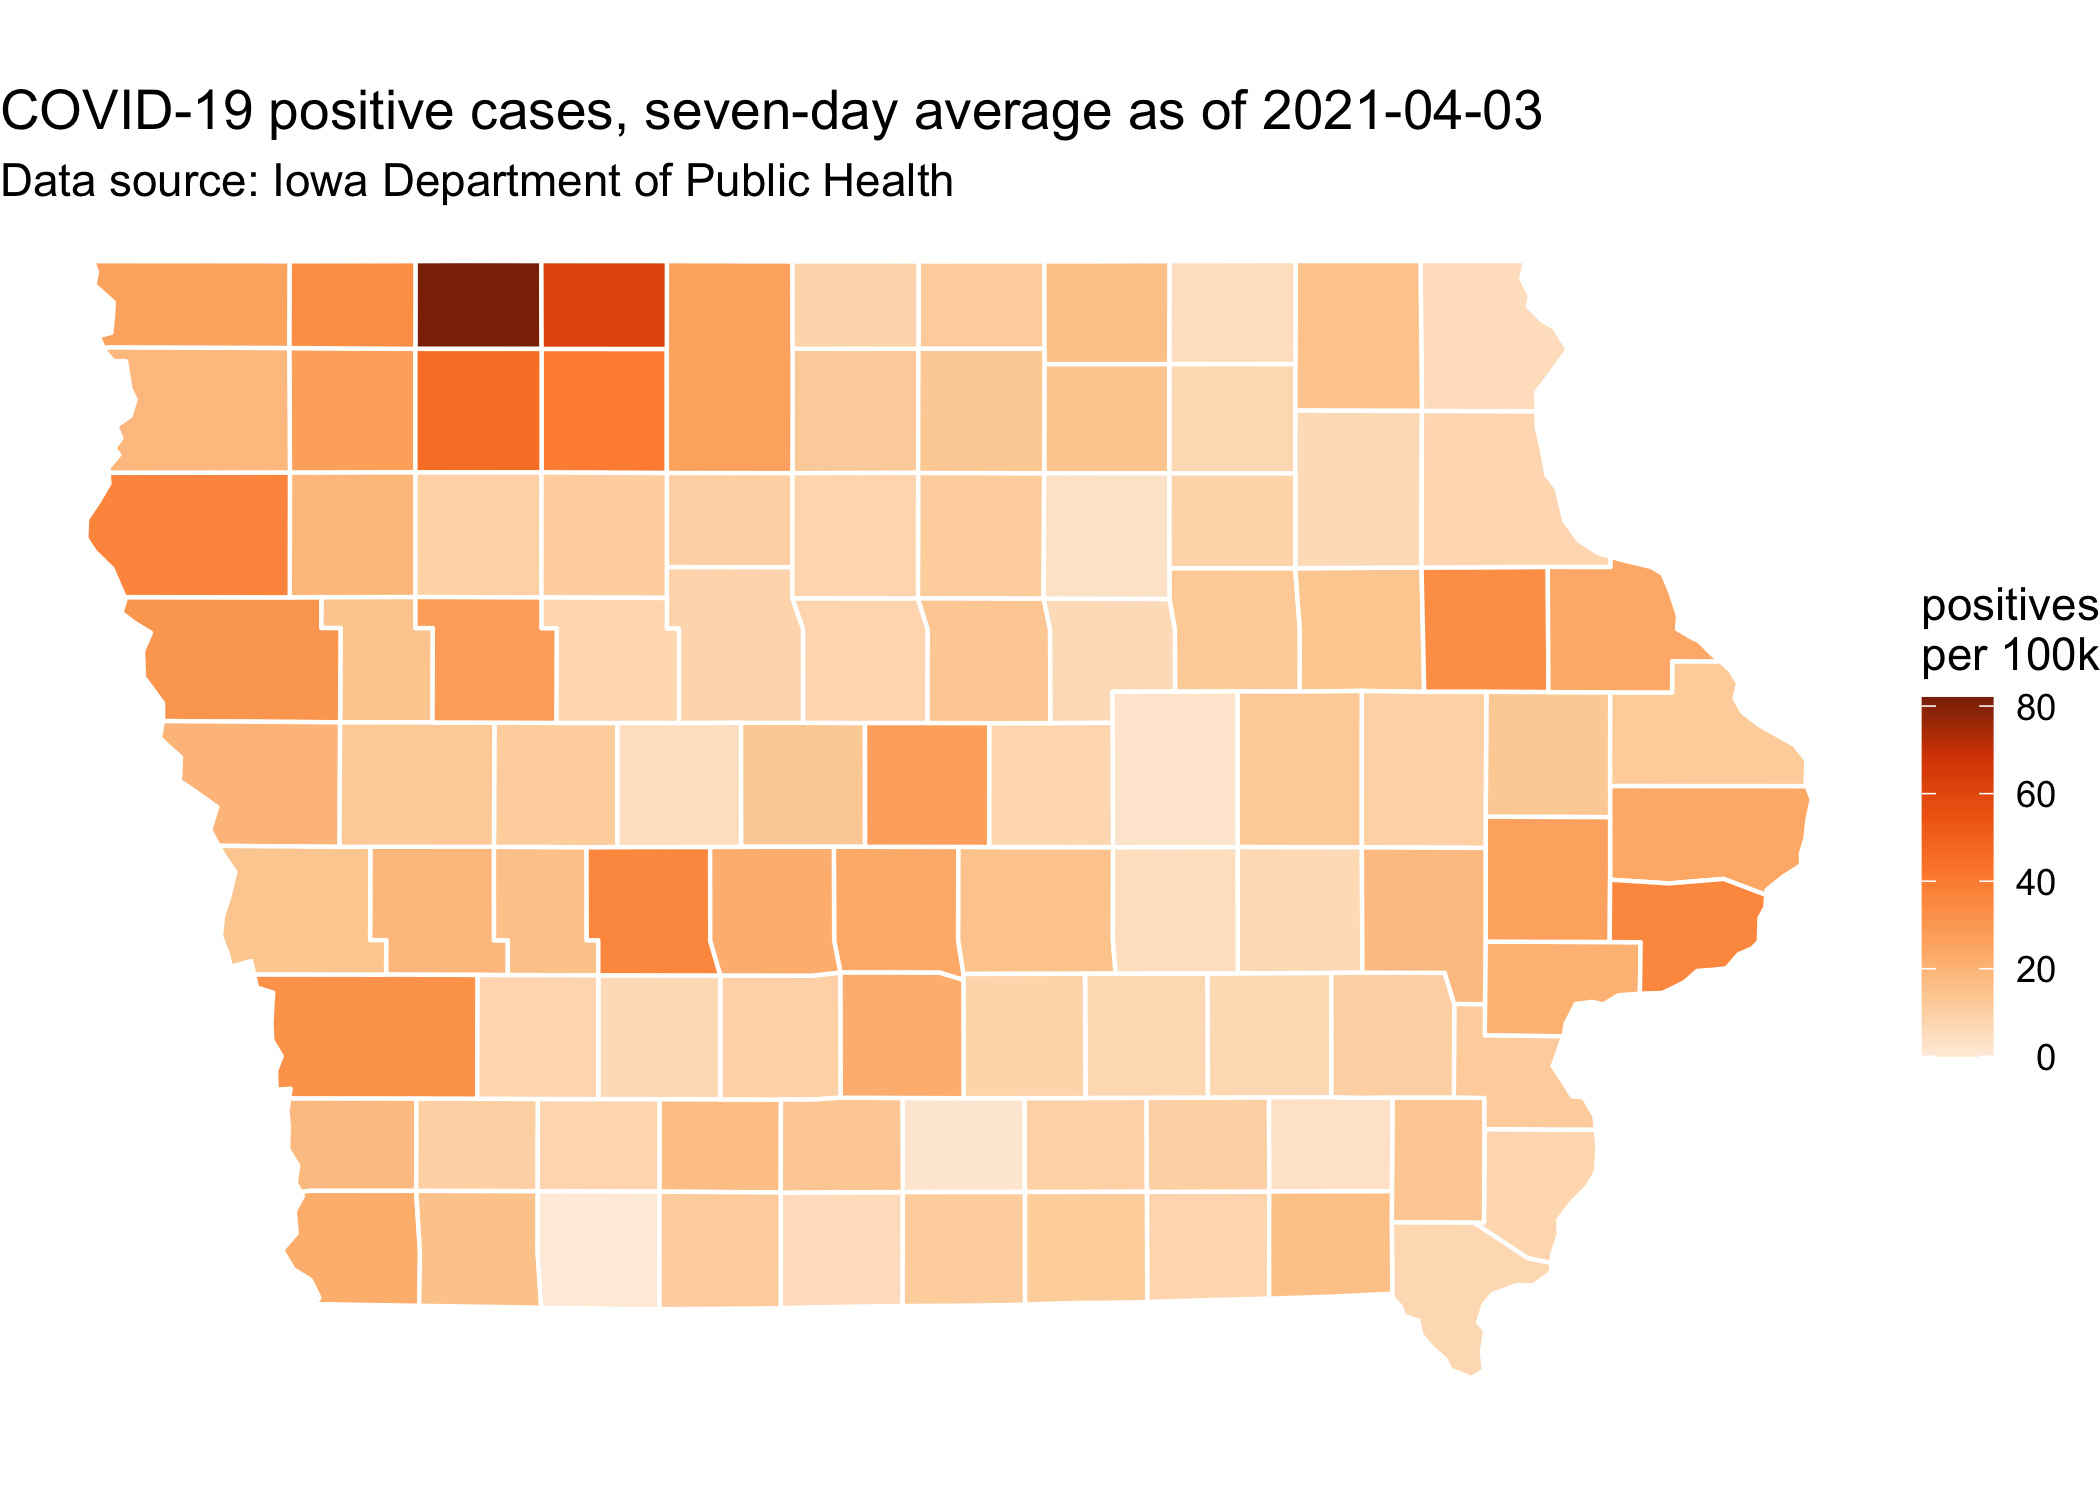 COVID-19 positive cases, seven-day average as of 2021-04-03
Data source: Iowa Department of Public Health
positives
per 100k
80
60
40
20
0